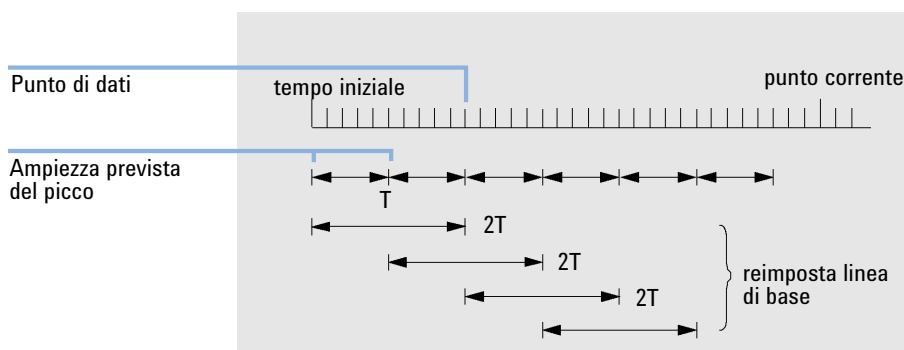 Punto di dati
tempo iniziale
punto corrente
Ampiezza prevista
del picco
T
2T
2T
2T
reimposta linea
di base